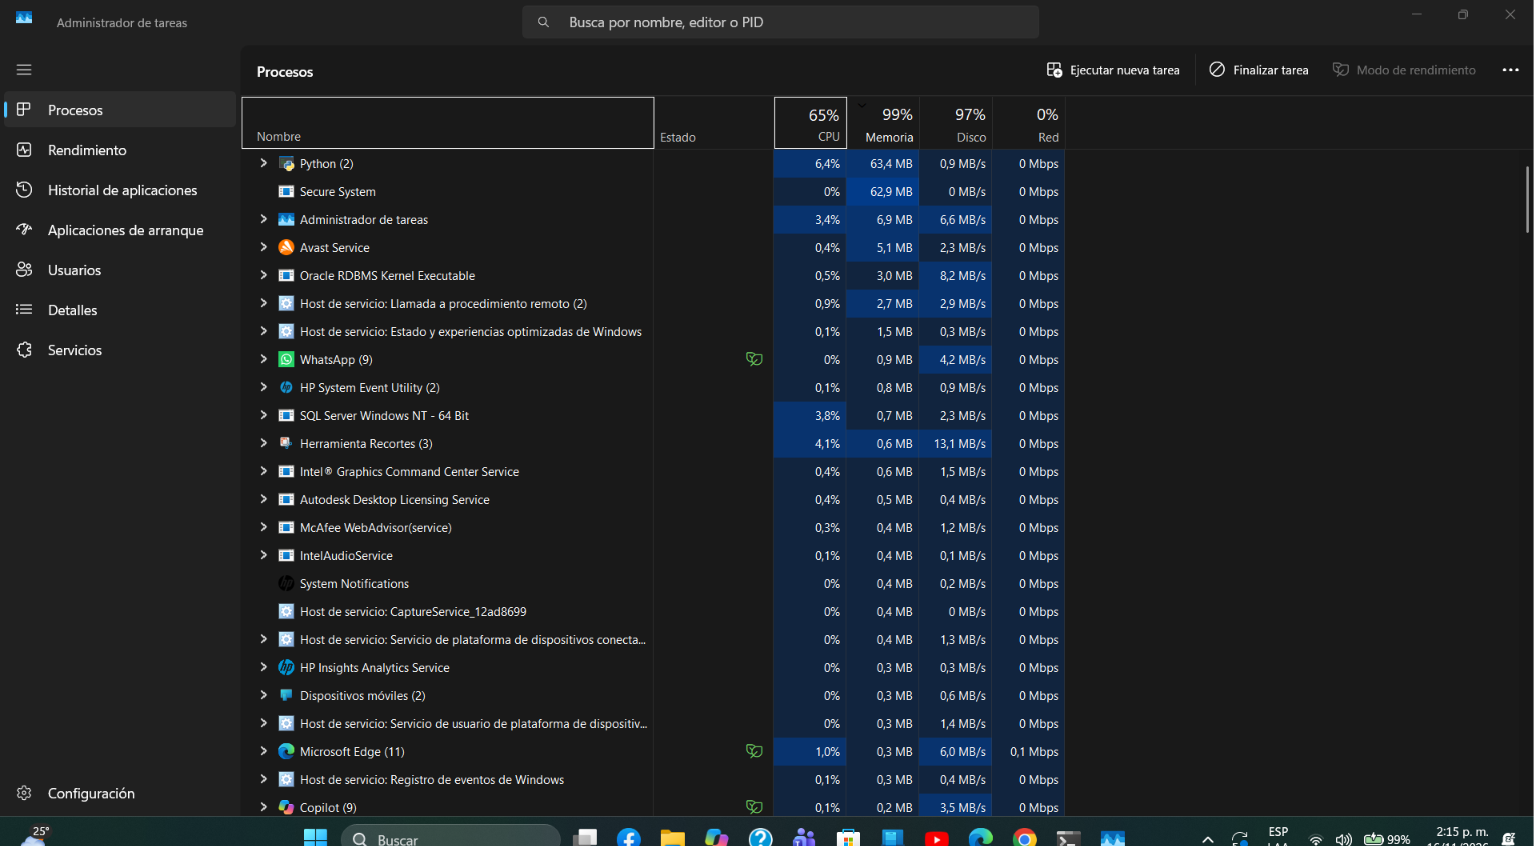 Administrador de tareas
Busca por nombre, editor o PID
Procesos
Ejecutar nueva tarea
Finalizar tarea
Modo de rendimiento
Procesos
Rendimiento
Historial de aplicaciones
Aplicaciones de arranque
Usuarios
Detalles
Servicios
Configuración
65% 99% 97% 0%
Nombre Estado CPU Memoria Disco Red
Python (2) 6,4% 63,4 MB 0,9 MB/s 0 Mbps
Secure System 0% 62,9 MB 0 MB/s 0 Mbps
Administrador de tareas 3,4% 6,9 MB 6,6 MB/s 0 Mbps
Avast Service 0,4% 5,1 MB 2,3 MB/s 0 Mbps
Oracle RDBMS Kernel Executable 0,5% 3,0 MB 8,2 MB/s 0 Mbps
Host de servicio: Llamada a procedimiento remoto (2) 0,9% 2,7 MB 2,9 MB/s 0 Mbps
Host de servicio: Estado y experiencias optimizadas de Windows 0,1% 1,5 MB 0,3 MB/s 0 Mbps
WhatsApp (9) 0% 0,9 MB 4,2 MB/s 0 Mbps
HP System Event Utility (2) 0,1% 0,8 MB 0,9 MB/s 0 Mbps
SQL Server Windows NT - 64 Bit 3,8% 0,7 MB 2,3 MB/s 0 Mbps
Herramienta Recortes (3) 4,1% 0,6 MB 13,1 MB/s 0 Mbps
Intel® Graphics Command Center Service 0,4% 0,6 MB 1,5 MB/s 0 Mbps
Autodesk Desktop Licensing Service 0,4% 0,5 MB 0,4 MB/s 0 Mbps
McAfee WebAdvisor(service) 0,3% 0,4 MB 1,2 MB/s 0 Mbps
IntelAudioService 0,1% 0,4 MB 0,1 MB/s 0 Mbps
System Notifications 0% 0,4 MB 0,2 MB/s 0 Mbps
Host de servicio: CaptureService_12ad8699 0% 0,4 MB 0 MB/s 0 Mbps
Host de servicio: Servicio de plataforma de dispositivos conecta... 0% 0,4 MB 1,3 MB/s 0 Mbps
HP Insights Analytics Service 0% 0,3 MB 0,3 MB/s 0 Mbps
Dispositivos móviles (2) 0% 0,3 MB 0,6 MB/s 0 Mbps
Host de servicio: Servicio de usuario de plataforma de dispositiv... 0% 0,3 MB 1,4 MB/s 0 Mbps
Microsoft Edge (11) 1,0% 0,3 MB 6,0 MB/s 0,1 Mbps
Host de servicio: Registro de eventos de Windows 0,1% 0,3 MB 0,4 MB/s 0 Mbps
Copilot (9) 0,1% 0,2 MB 3,5 MB/s 0 Mbps
25°
Buscar
ESP
99%
2:15 p. m.